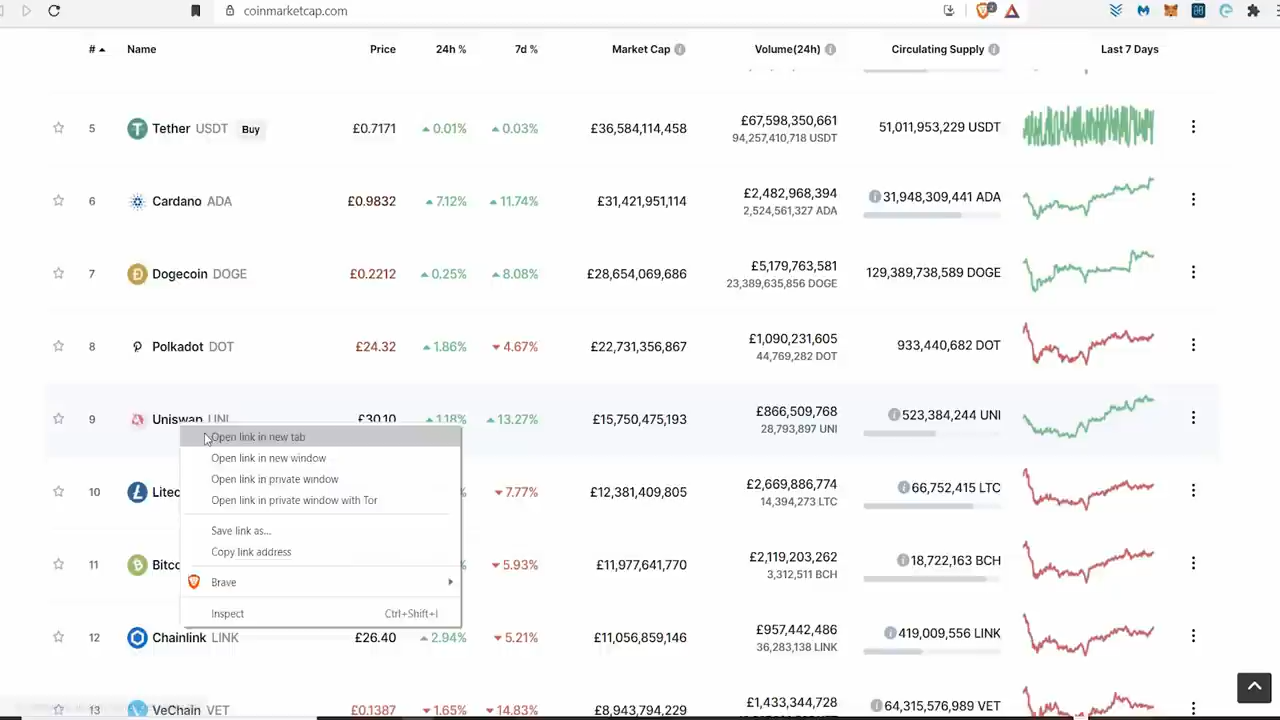 coinmarketcap.com
# Name Price 24h % 7d % Market Cap Volume(24h) Circulating Supply Last 7 Days
5 Tether USDT Buy £0.7171 0.01% 0.03% £36,584,114,458 £67,598,350,661 51,011,953,229 USDT
94,257,410,718 USDT
6 Cardano ADA £0.9832 7.12% 11.74% £31,421,951,114 £2,482,968,394 31,948,309,441 ADA
2,524,561,327 ADA
7 Dogecoin DOGE £0.2212 0.25% 8.08% £28,654,069,686 £5,179,763,581 129,389,738,589 DOGE
23,389,635,856 DOGE
8 Polkadot DOT £24.32 1.86% 4.67% £22,731,356,867 £1,090,231,605 933,440,682 DOT
44,769,282 DOT
9 Uniswap UNI £30.10 1.18% 13.27% £15,750,475,193 £866,509,768 523,384,244 UNI
28,793,897 UNI
Open link in new tab
Open link in new window
Open link in private window
Open link in private window with Tor
Save link as...
Copy link address
Brave
Inspect Ctrl+Shift+I
10 Litec % 7.77% £12,381,409,805 £2,669,886,774 66,752,415 LTC
14,394,273 LTC
11 Bitco % 5.93% £11,977,641,770 £2,119,203,262 18,722,163 BCH
3,312,511 BCH
12 Chainlink LINK £26.40 2.94% 5.21% £11,056,859,146 £957,442,486 419,009,556 LINK
36,283,138 LINK
13 VeChain VET £0.1387 1.65% 14.83% £8,943,794,229 £1,433,344,728 64,315,576,989 VET